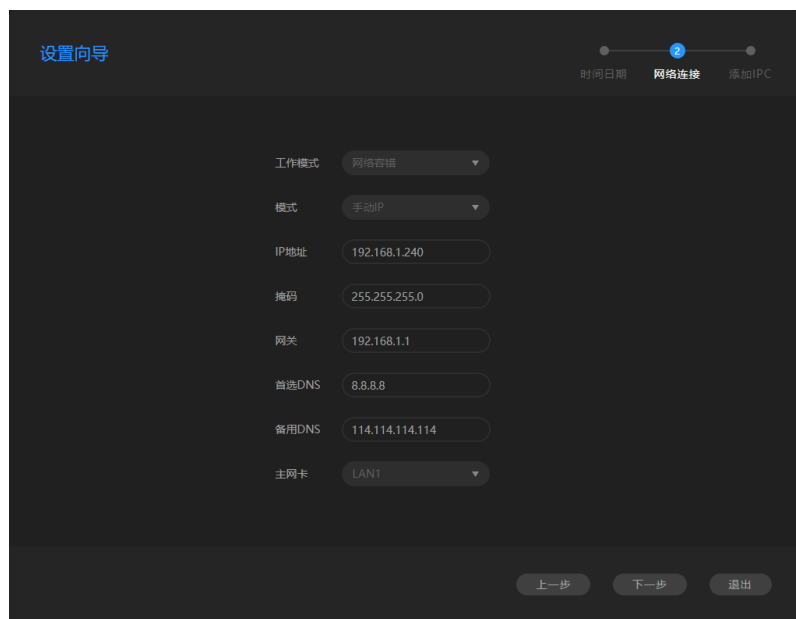 设置向导
2
时间日期 网络连接 添加IPC
工作模式 网络容错
模式 手动IP
IP地址 192.168.1.240
掩码 255.255.255.0
网关 192.168.1.1
首选DNS 8.8.8.8
备用DNS 114.114.114.114
主网卡 LAN1
上一步 下一步 退出